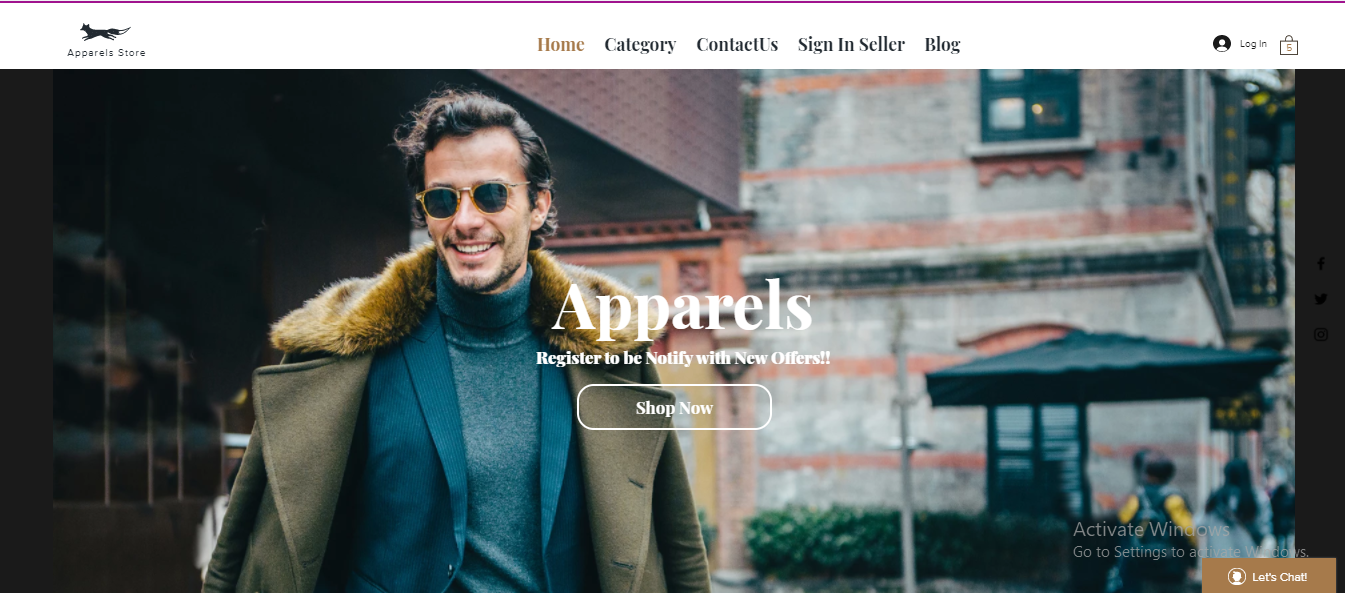 Apparels Store
Home Category ContactUs Sign In Seller Blog
Log In
5
Apparels
Register to be Notify with New Offers!!
Shop Now
Activate Windows
Go to Settings to activate Windows.
Let's Chat!